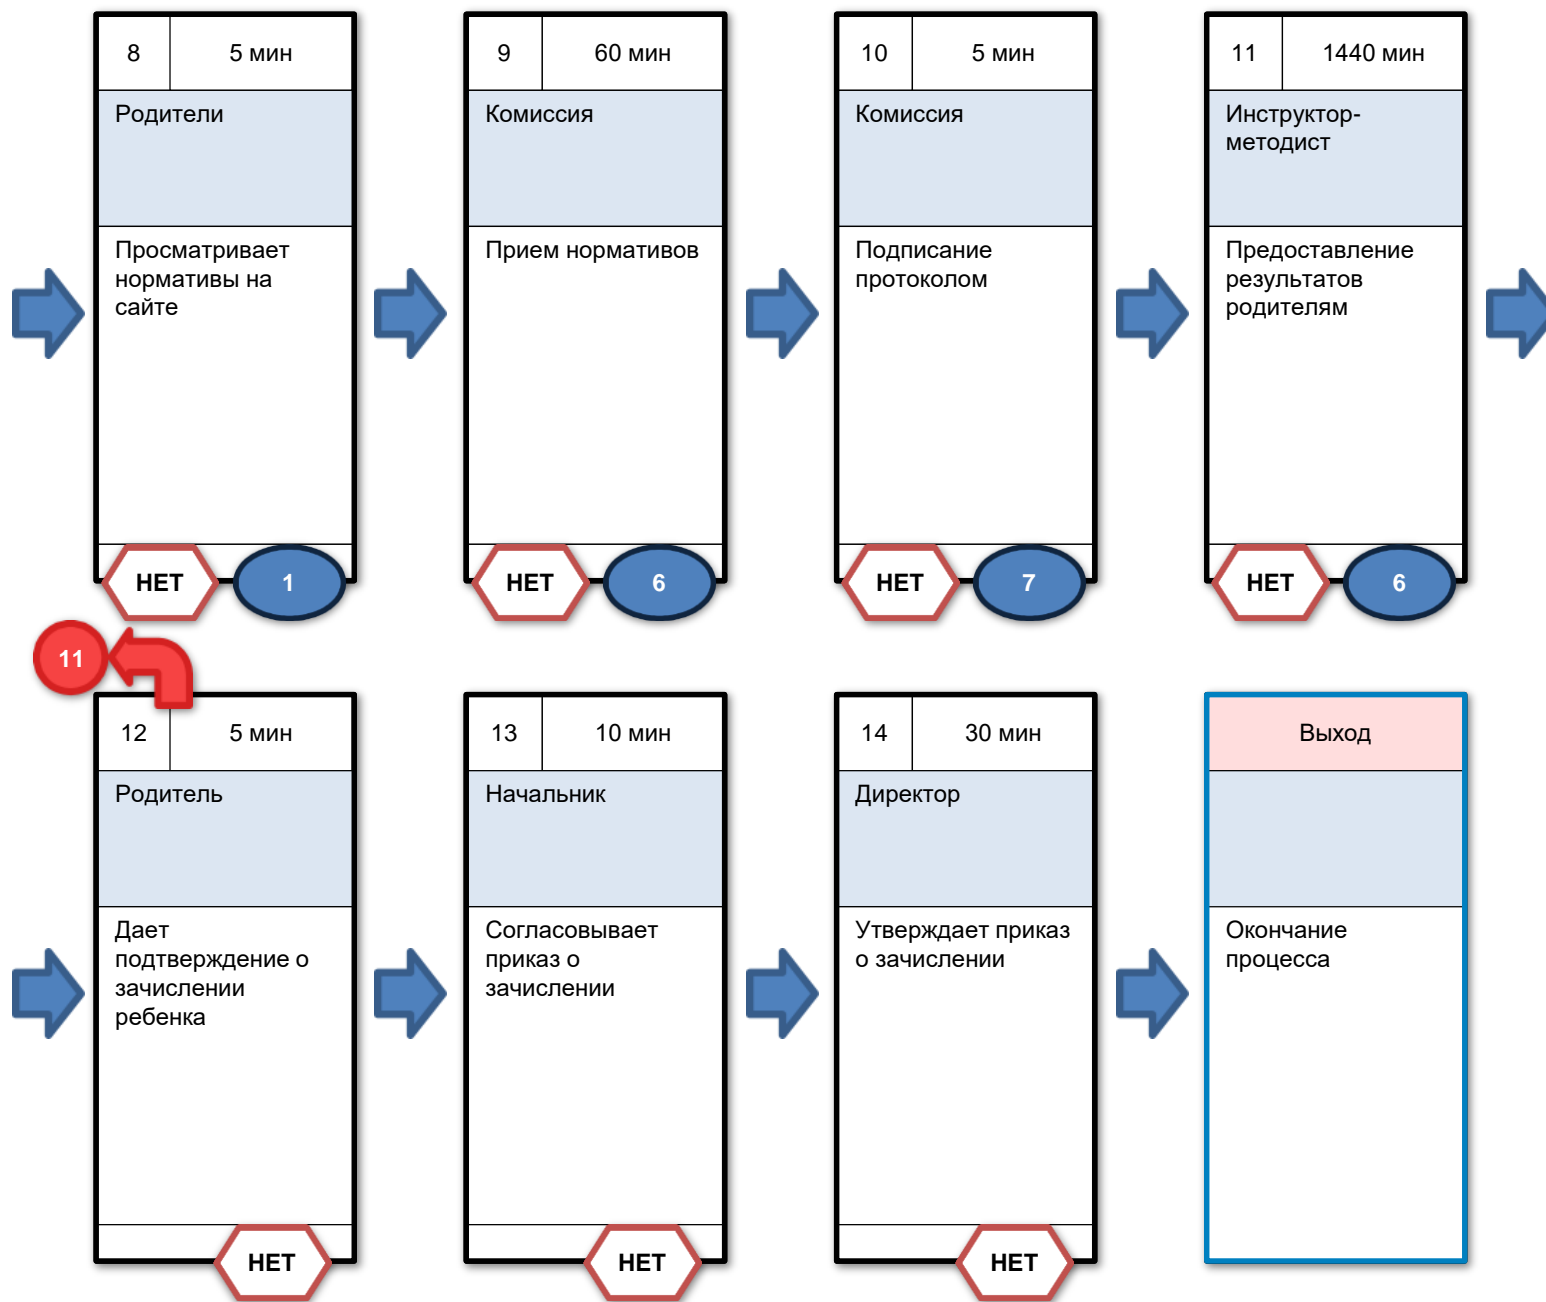 8
5 мин
Родители
Просматривает
нормативы на
сайте
НЕТ
1
9
60 мин
Комиссия
Прием нормативов
НЕТ
6
10
5 мин
Комиссия
Подписание
протоколом
НЕТ
7
11
1440 мин
Инструктор-
методист
Предоставление
результатов
родителям
НЕТ
6
11
12
5 мин
Родитель
Дает
подтверждение о
зачислении
ребенка
НЕТ
13
10 мин
Начальник
Согласовывает
приказ о
зачислении
НЕТ
14
30 мин
Директор
Утверждает приказ
о зачислении
НЕТ
Выход
Окончание
процесса